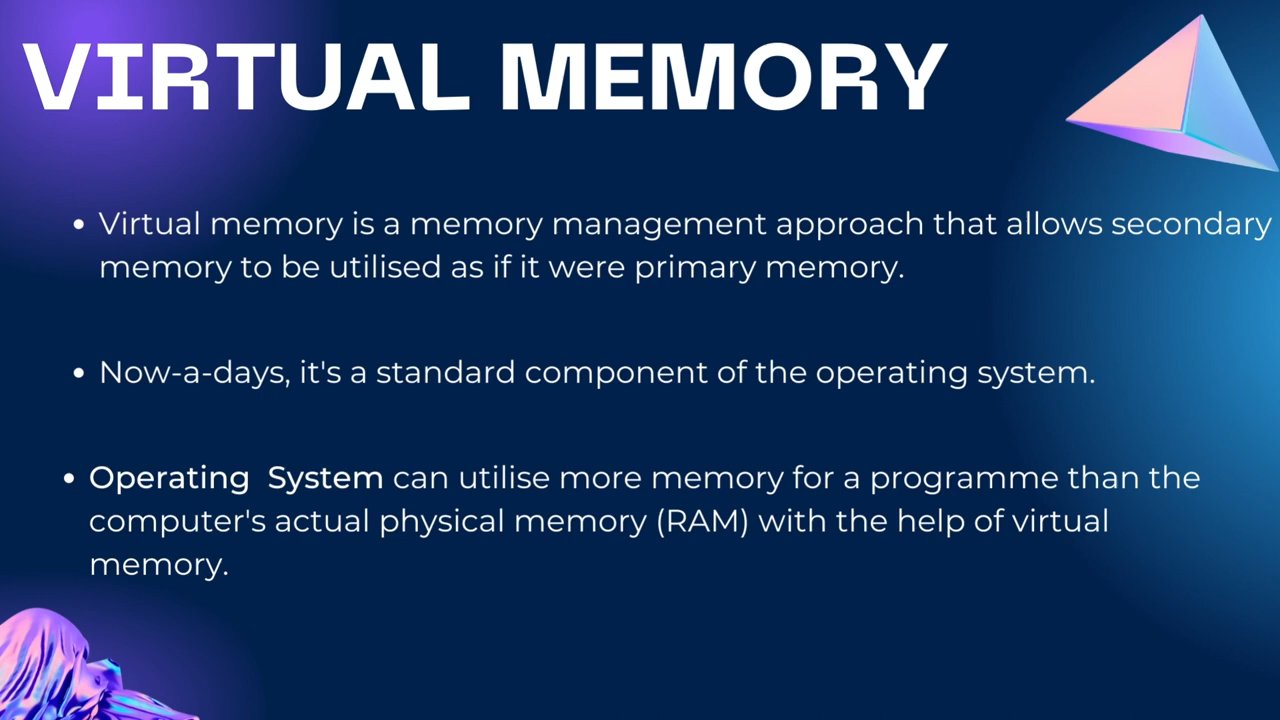 VIRTUAL MEMORY
• Virtual memory is a memory management approach that allows secondary
memory to be utilised as if it were primary memory.
• Now-a-days, it's a standard component of the operating system.
• Operating  System can utilise more memory for a programme than the
computer's actual physical memory (RAM) with the help of virtual
memory.